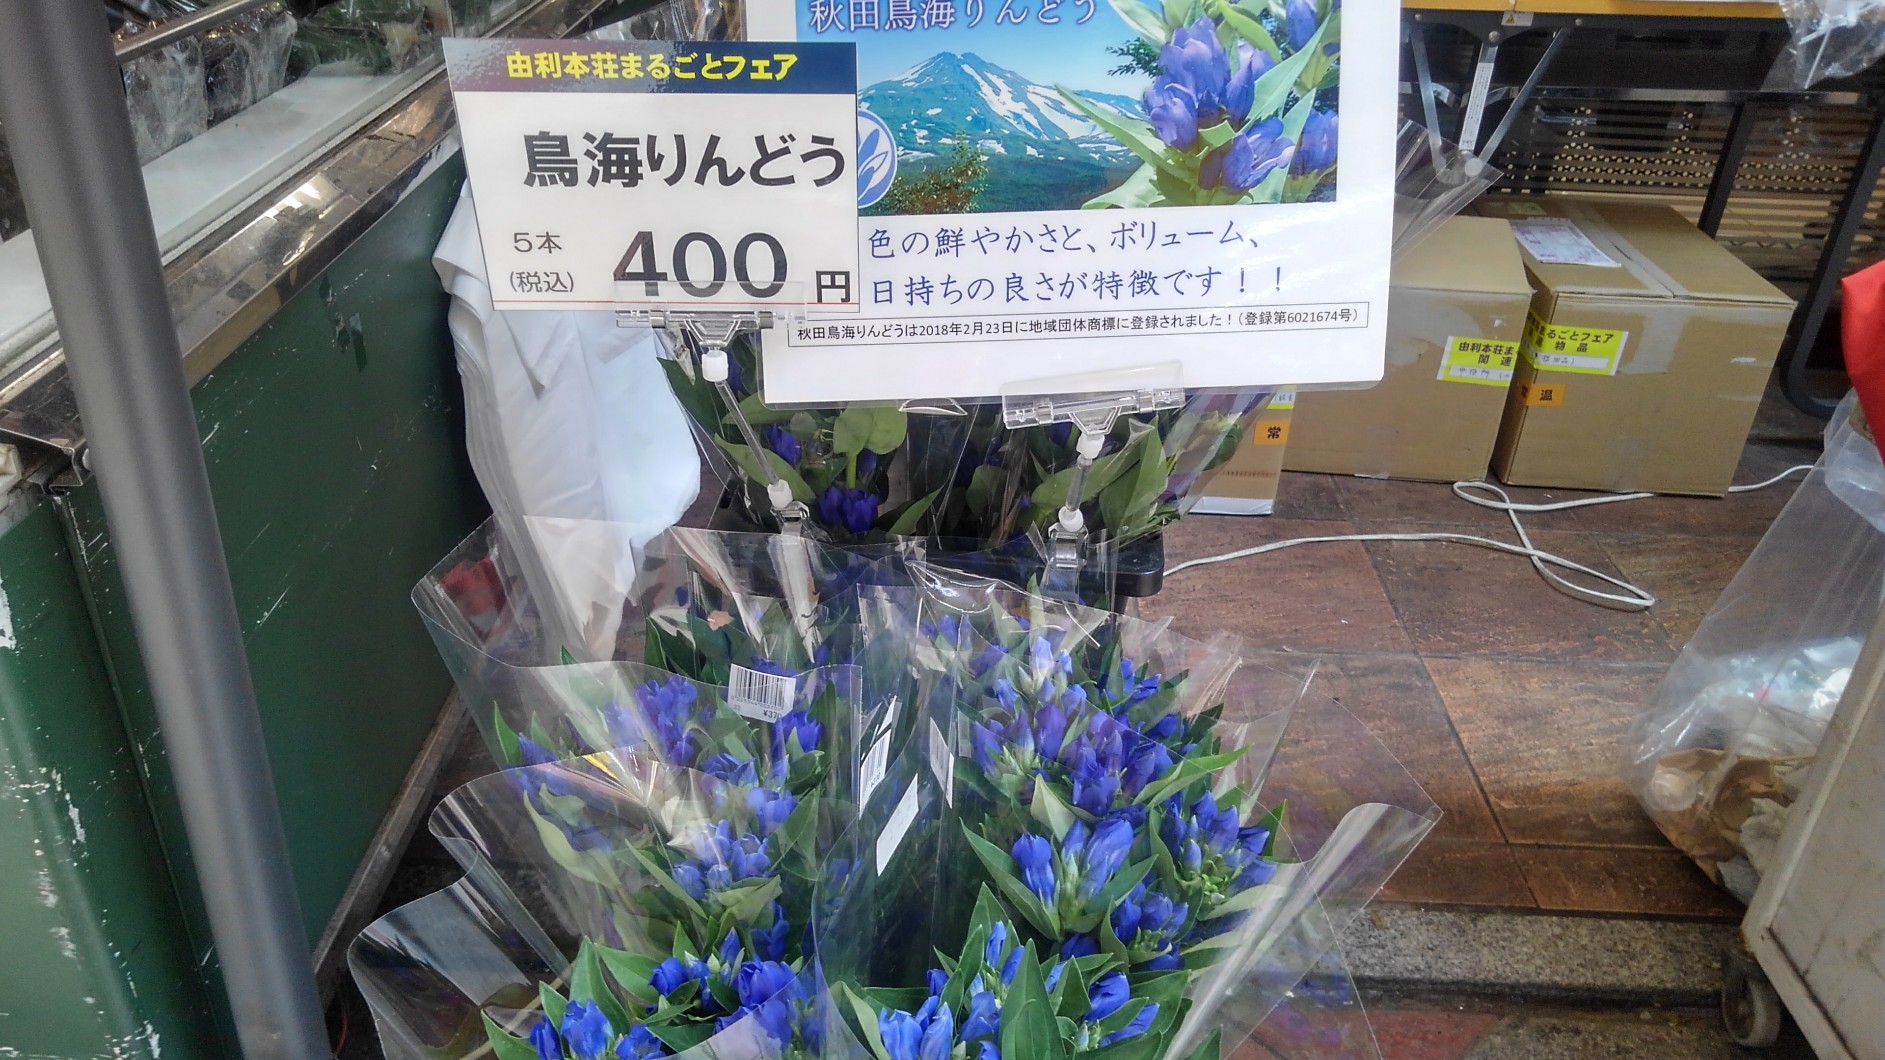 秋田鳥海りんどう
由利本荘まるごとフェア
鳥海りんどう
5本
(税込)
400円
色の鮮やかさと、ボリューム、
日持ちの良さが特徴です！！
秋田鳥海りんどうは2018年2月23日に地域団体商標に登録されました！（登録第6021674号）
由利本荘ま
関連
まるごとフェア
物品
常温
常